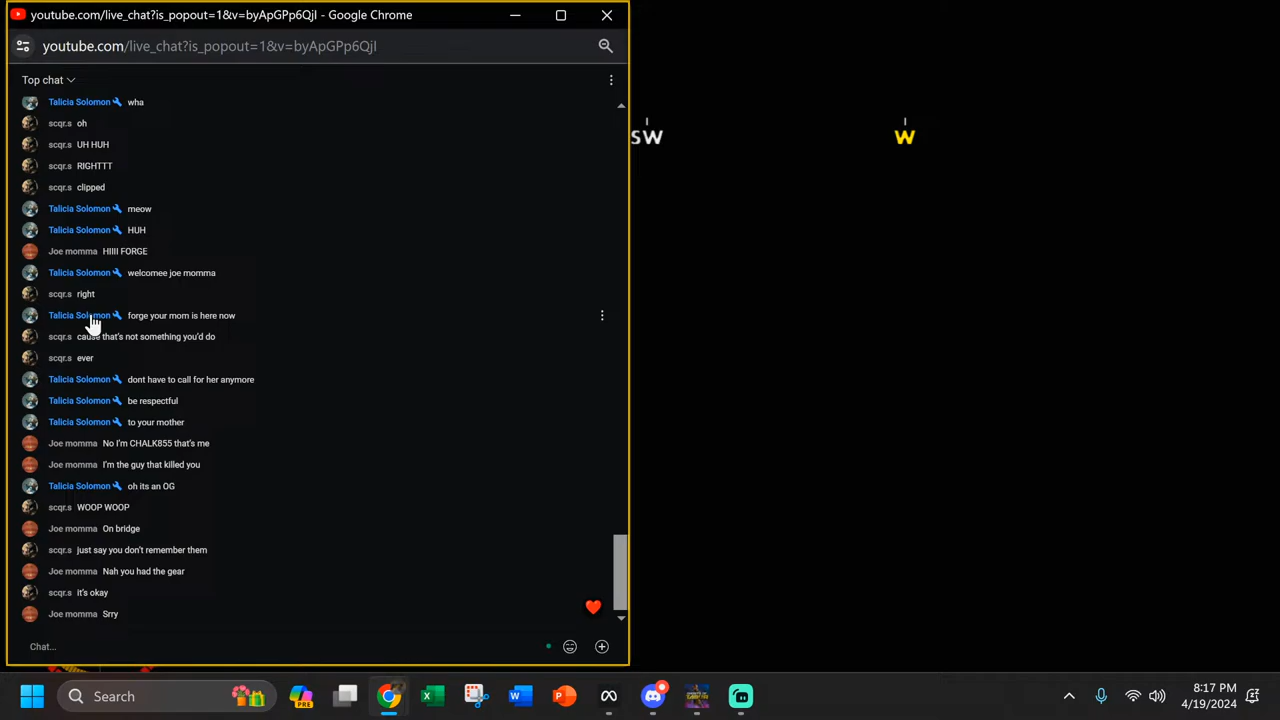 youtube.com/live_chat?is_popout=1&v=byApGPp6QjI - Google Chrome
youtube.com/live_chat?is_popout=1&v=byApGPp6QjI
Top chat
Talicia Solomon wha
scqr.s oh
scqr.s UH HUH
scqr.s RIGHTTT
scqr.s clipped
Talicia Solomon meow
Talicia Solomon HUH
Joe momma HIIII FORGE
Talicia Solomon welcomee joe momma
scqr.s right
Talicia Solomon forge your mom is here now
scqr.s cause that's not something you'd do
scqr.s ever
Talicia Solomon dont have to call for her anymore
Talicia Solomon be respectful
Talicia Solomon to your mother
Joe momma No I'm CHALK855 that's me
Joe momma I'm the guy that killed you
Talicia Solomon oh its an OG
scqr.s WOOP WOOP
Joe momma On bridge
scqr.s just say you don't remember them
Joe momma Nah you had the gear
scqr.s it's okay
Joe momma Srry
Chat...
SW
W
Search
PRE
8:17 PM
4/19/2024